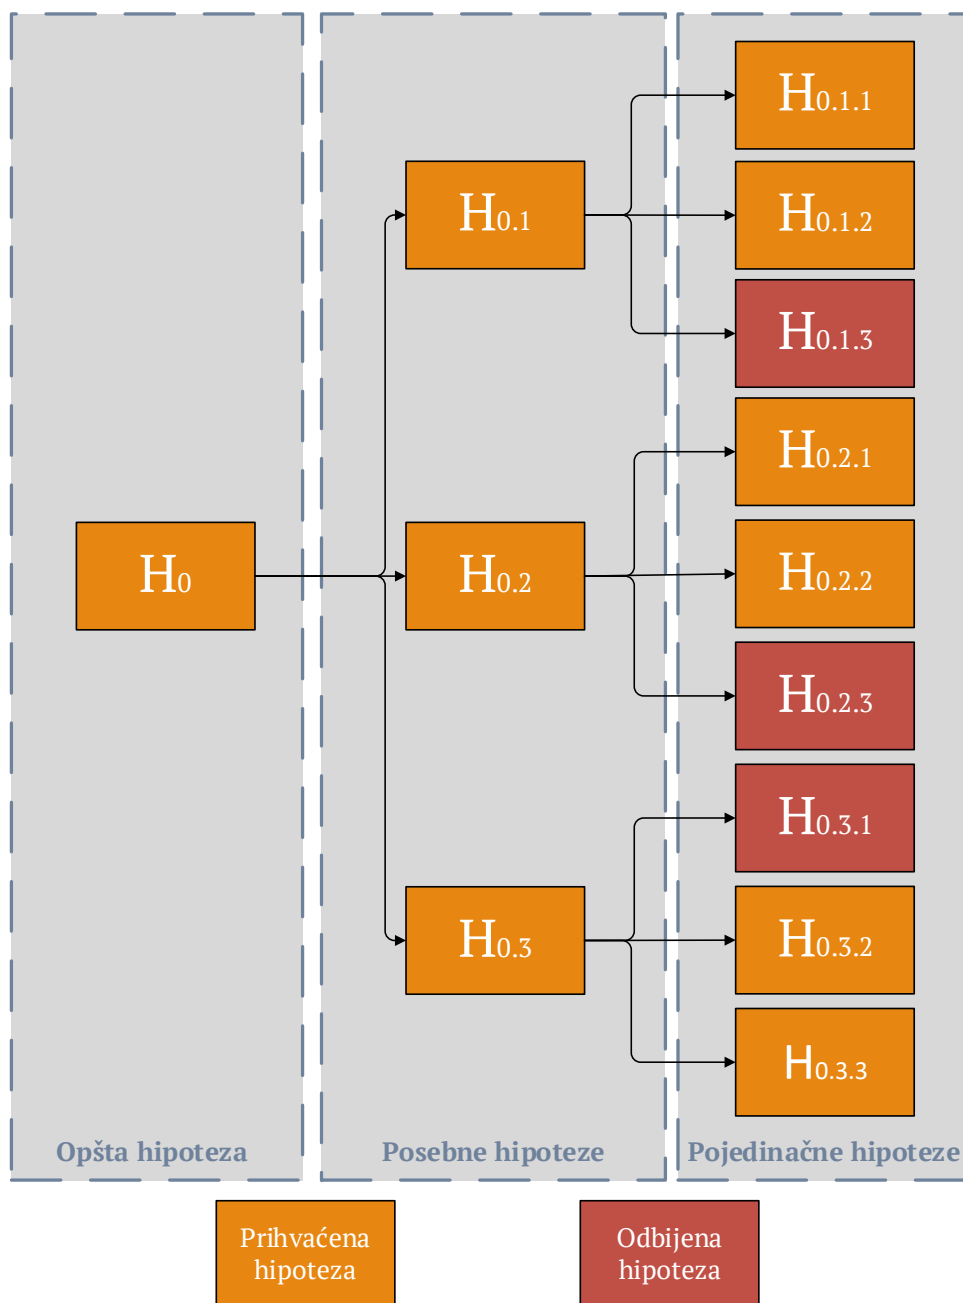 H0.1.1
H0.1
H0.1.2
H0.1.3
H0.2.1
H0
H0.2
H0.2.2
H0.2.3
H0.3.1
H0.3
H0.3.2
H0.3.3
Opšta hipoteza
Posebne hipoteze
Pojedinačne hipoteze
Prihvaćena
hipoteza
Odbijena
hipoteza